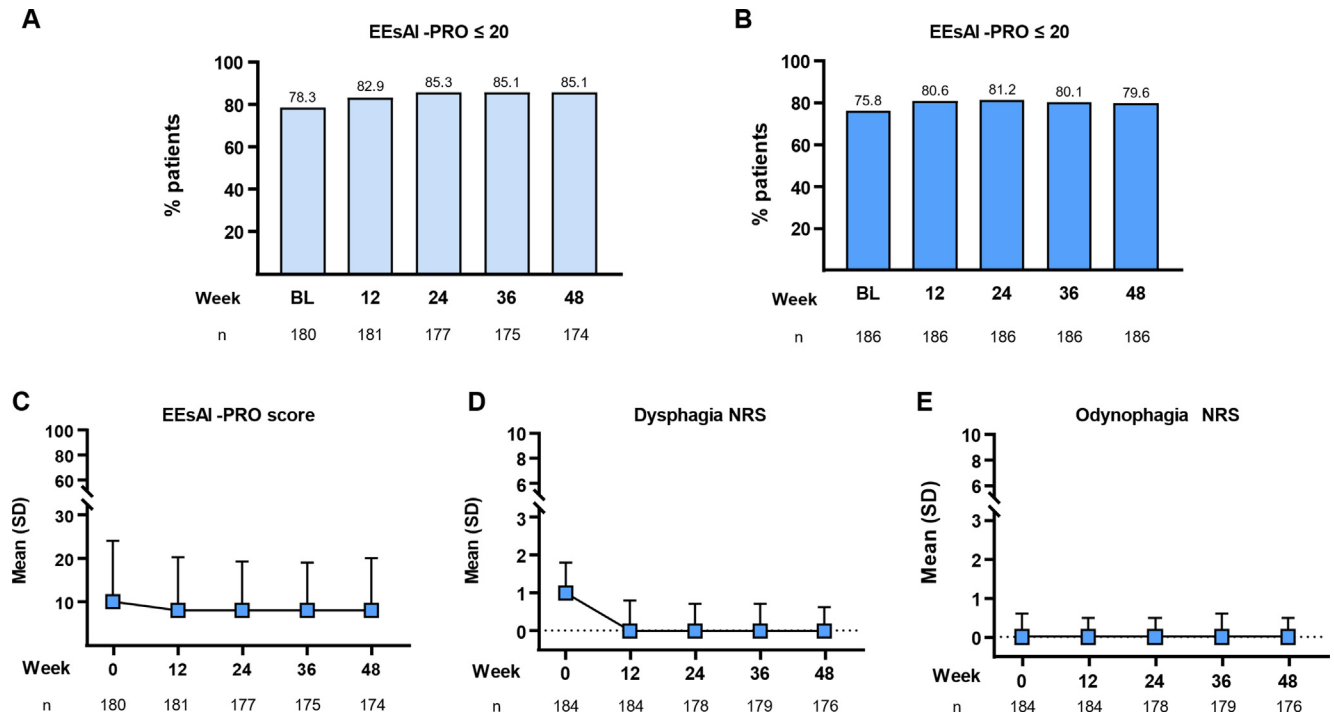 A
EEsAI -PRO ≤ 20
% patients
100
80
60
40
20
78.3
82.9
85.3
85.1
85.1
Week BL 12 24 36 48
n 180 181 177 175 174
B
EEsAI -PRO ≤ 20
% patients
100
80
60
40
20
75.8
80.6
81.2
80.1
79.6
Week BL 12 24 36 48
n 186 186 186 186 186
C
EEsAI -PRO score
Mean (SD)
100
80
60
30
20
10
Week 0 12 24 36 48
n 180 181 177 175 174
D
Dysphagia NRS
Mean (SD)
10
8
6
3
2
1
0
Week 0 12 24 36 48
n 184 184 178 179 176
E
Odynophagia NRS
Mean (SD)
10
8
6
3
2
1
0
Week 0 12 24 36 48
n 184 184 178 179 176